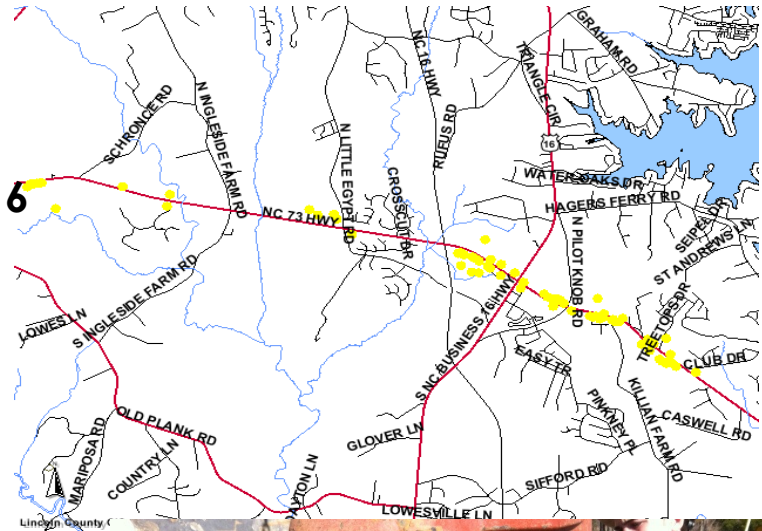 GRAHAM RD
NC 16 HWY
TRIANGLE CIR
N INGLESIDE FARM RD
SCHRONCE RD
RUFUS RD
N LITTLE EGYPT RD
16
WATER OAKS DR
CROSSCUT DR
6
HAGERS FERRY RD
NC 73 HWY
N PILOT KNOB RD
SEIPEL DR
ST ANDREWS LN
S INGLESIDE FARM RD
TREETOPS DR
LOWES LN
S NC BUSINESS 16 HWY
EASY TR
CLUB DR
OLD PLANK RD
PINKNEY PL
KILLIAN FARM RD
CASWELL RD
MARIPOSA RD
GLOVER LN
COUNTRY LN
SIFFORD RD
DAYTON LN
LOWESVILLE LN
Lincoln County